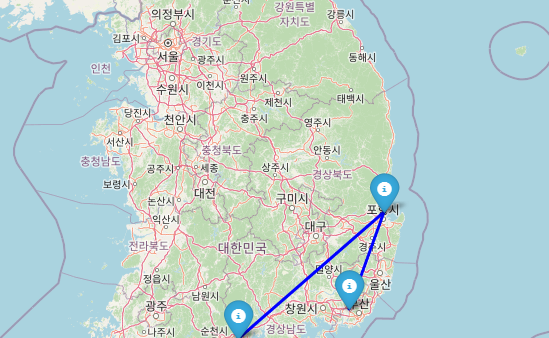 춘천시
강원특별
자치도
강릉시
의정부시
김포시
서울
경기도
광주시
동해시
인천
수원시
이천시
원주시
제천시
태백시
당진시
천안시
충주시
영주시
서산시
충청북도
안동시
충청남도
공주시
세종
상주시
경상북도
보령시
대전
구미시
논산시
포항시
익산시
대구
경주시
전라북도
대한민국
밀양시
정읍시
울산
남원시
광주
창원시
부산
나주시
순천시
경상남도